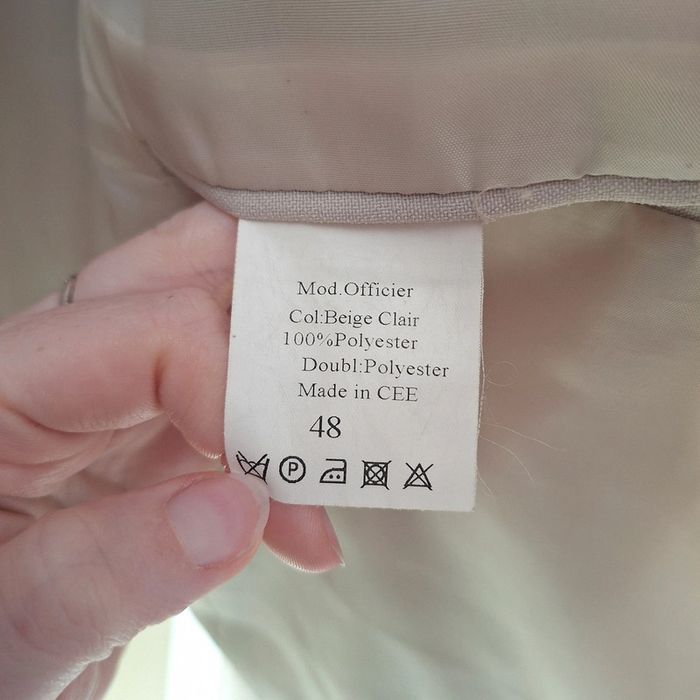 Mod.Officier
Col:Beige Clair
100%Polyester
Doubl:Polyester
Made in CEE
48
P